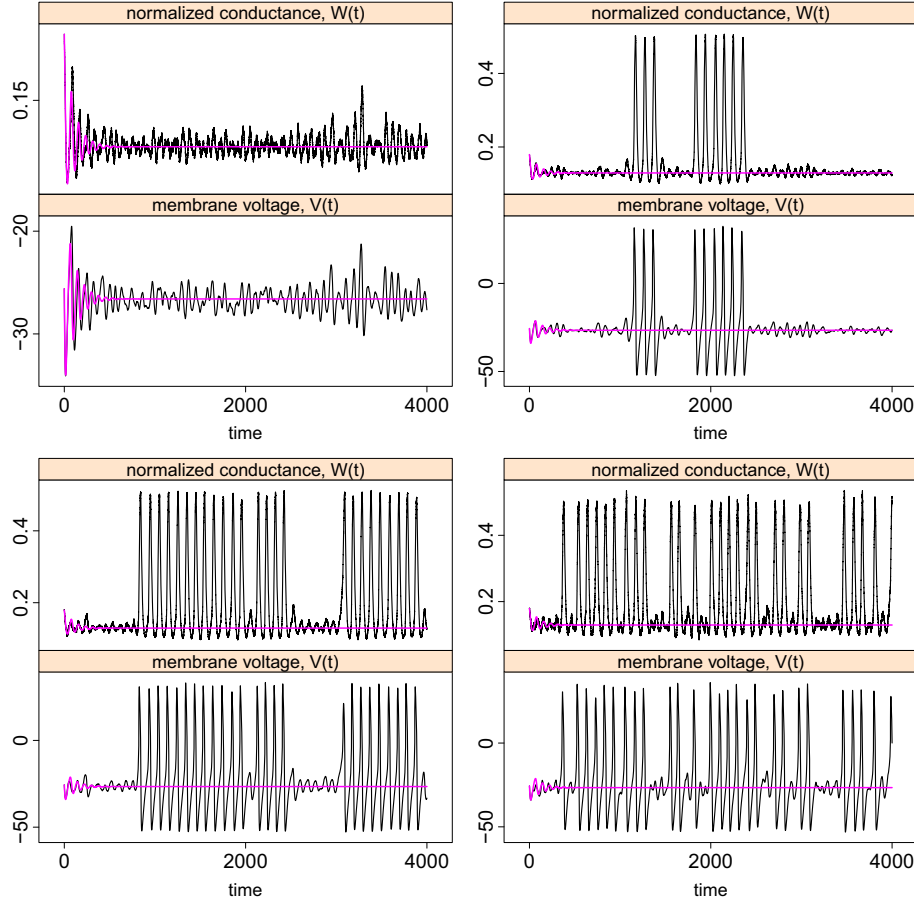 normalized conductance, W(t)
0.15
membrane voltage, V(t)
−20
−30
0 2000 4000
time
normalized conductance, W(t)
0.4
0.2
membrane voltage, V(t)
0
−50
0 2000 4000
time
normalized conductance, W(t)
0.4
0.2
membrane voltage, V(t)
0
−50
0 2000 4000
time
normalized conductance, W(t)
0.4
0.2
membrane voltage, V(t)
0
−50
0 2000 4000
time